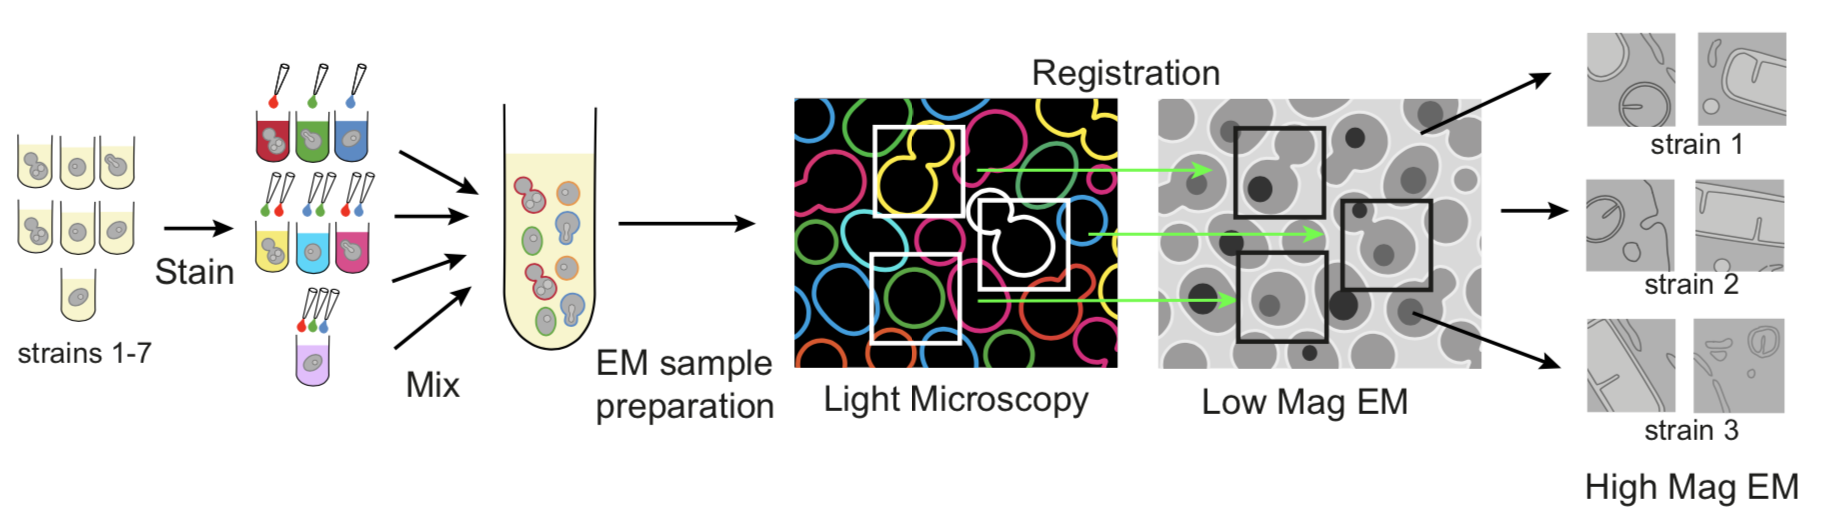 strains 1-7
Stain
Mix
EM sample
preparation
Registration
Light Microscopy
Low Mag EM
strain 1
strain 2
strain 3
High Mag EM